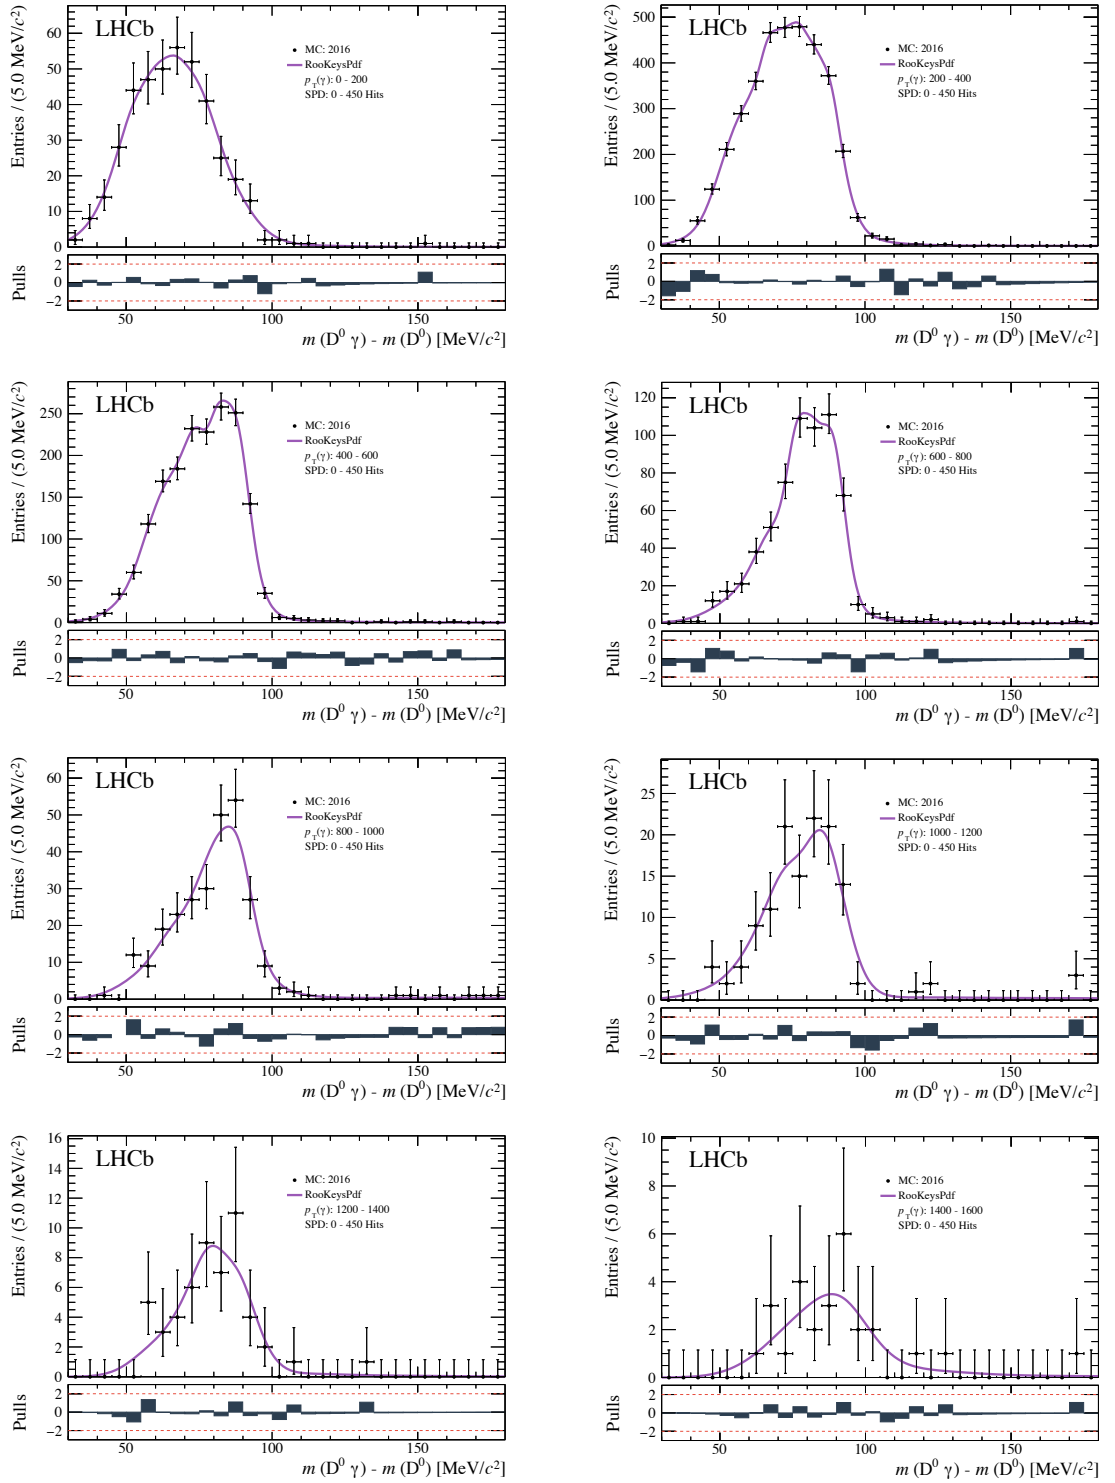 LHCb
MC: 2016
RooKeysPdf
pT(γ): 0 - 200
SPD: 0 - 450 Hits
Entries / (5.0 MeV/c²)
60
50
40
30
20
10
0
Pulls
2
0
−2
50 100 150
m (D⁰ γ) - m (D⁰) [MeV/c²]
LHCb
MC: 2016
RooKeysPdf
pT(γ): 200 - 400
SPD: 0 - 450 Hits
Entries / (5.0 MeV/c²)
500
400
300
200
100
0
Pulls
2
0
−2
50 100 150
m (D⁰ γ) - m (D⁰) [MeV/c²]
LHCb
MC: 2016
RooKeysPdf
pT(γ): 400 - 600
SPD: 0 - 450 Hits
Entries / (5.0 MeV/c²)
250
200
150
100
50
0
Pulls
2
0
−2
50 100 150
m (D⁰ γ) - m (D⁰) [MeV/c²]
LHCb
MC: 2016
RooKeysPdf
pT(γ): 600 - 800
SPD: 0 - 450 Hits
Entries / (5.0 MeV/c²)
120
100
80
60
40
20
0
Pulls
2
0
−2
50 100 150
m (D⁰ γ) - m (D⁰) [MeV/c²]
LHCb
MC: 2016
RooKeysPdf
pT(γ): 800 - 1000
SPD: 0 - 450 Hits
Entries / (5.0 MeV/c²)
60
50
40
30
20
10
0
Pulls
2
0
−2
50 100 150
m (D⁰ γ) - m (D⁰) [MeV/c²]
LHCb
MC: 2016
RooKeysPdf
pT(γ): 1000 - 1200
SPD: 0 - 450 Hits
Entries / (5.0 MeV/c²)
25
20
15
10
5
0
Pulls
2
0
−2
50 100 150
m (D⁰ γ) - m (D⁰) [MeV/c²]
LHCb
MC: 2016
RooKeysPdf
pT(γ): 1200 - 1400
SPD: 0 - 450 Hits
Entries / (5.0 MeV/c²)
16
14
12
10
8
6
4
2
0
Pulls
2
0
−2
50 100 150
m (D⁰ γ) - m (D⁰) [MeV/c²]
LHCb
MC: 2016
RooKeysPdf
pT(γ): 1400 - 1600
SPD: 0 - 450 Hits
Entries / (5.0 MeV/c²)
10
8
6
4
2
0
Pulls
2
0
−2
50 100 150
m (D⁰ γ) - m (D⁰) [MeV/c²]